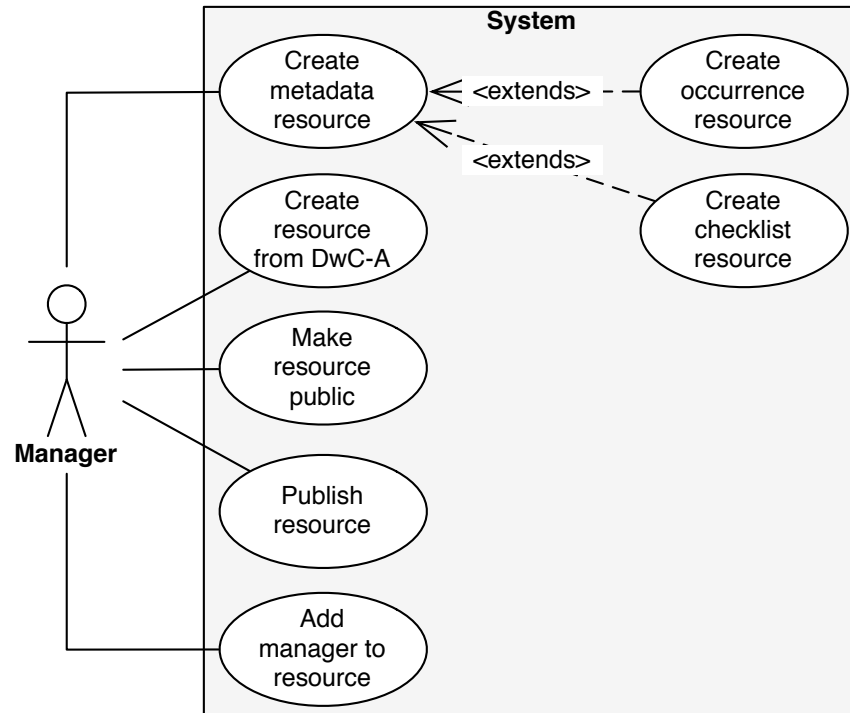 System
Create
metadata
resource
<extends>
Create
occurrence
resource
<extends>
Create
resource
from DwC-A
Create
checklist
resource
Make
resource
public
Manager
Publish
resource
Add
manager to
resource